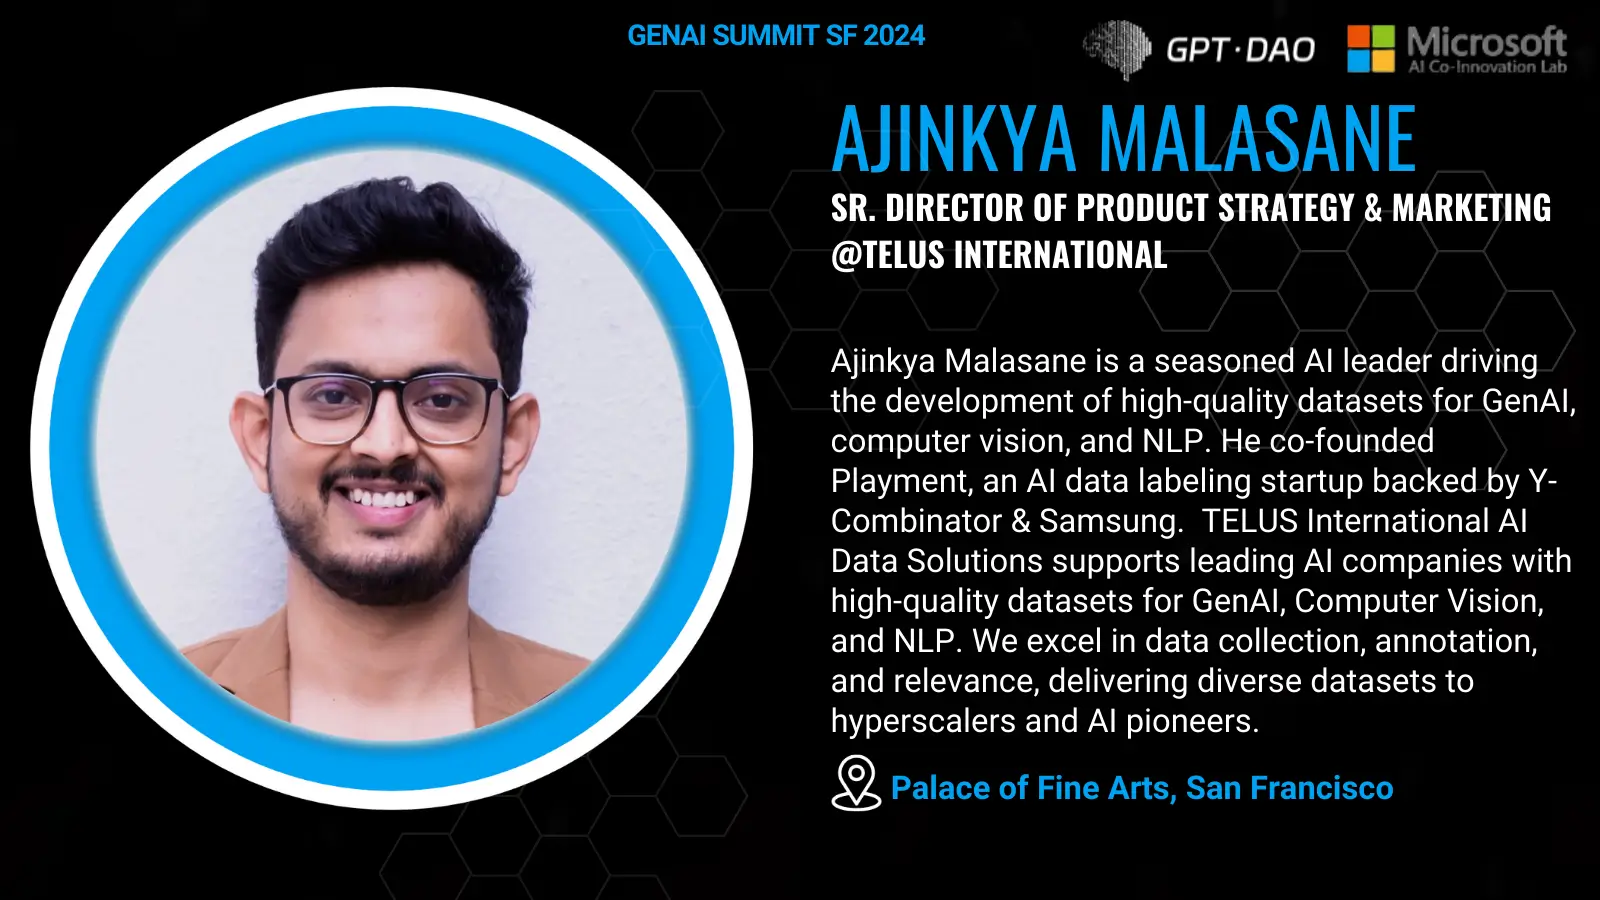 GENAI SUMMIT SF 2024
GPT·DAO
Microsoft
AI Co-Innovation Lab
AJINKYA MALASANE
SR. DIRECTOR OF PRODUCT STRATEGY & MARKETING
@TELUS INTERNATIONAL
Ajinkya Malasane is a seasoned AI leader driving
the development of high-quality datasets for GenAI,
computer vision, and NLP. He co-founded
Playment, an AI data labeling startup backed by Y-
Combinator & Samsung.  TELUS International AI
Data Solutions supports leading AI companies with
high-quality datasets for GenAI, Computer Vision,
and NLP. We excel in data collection, annotation,
and relevance, delivering diverse datasets to
hyperscalers and AI pioneers.
Palace of Fine Arts, San Francisco